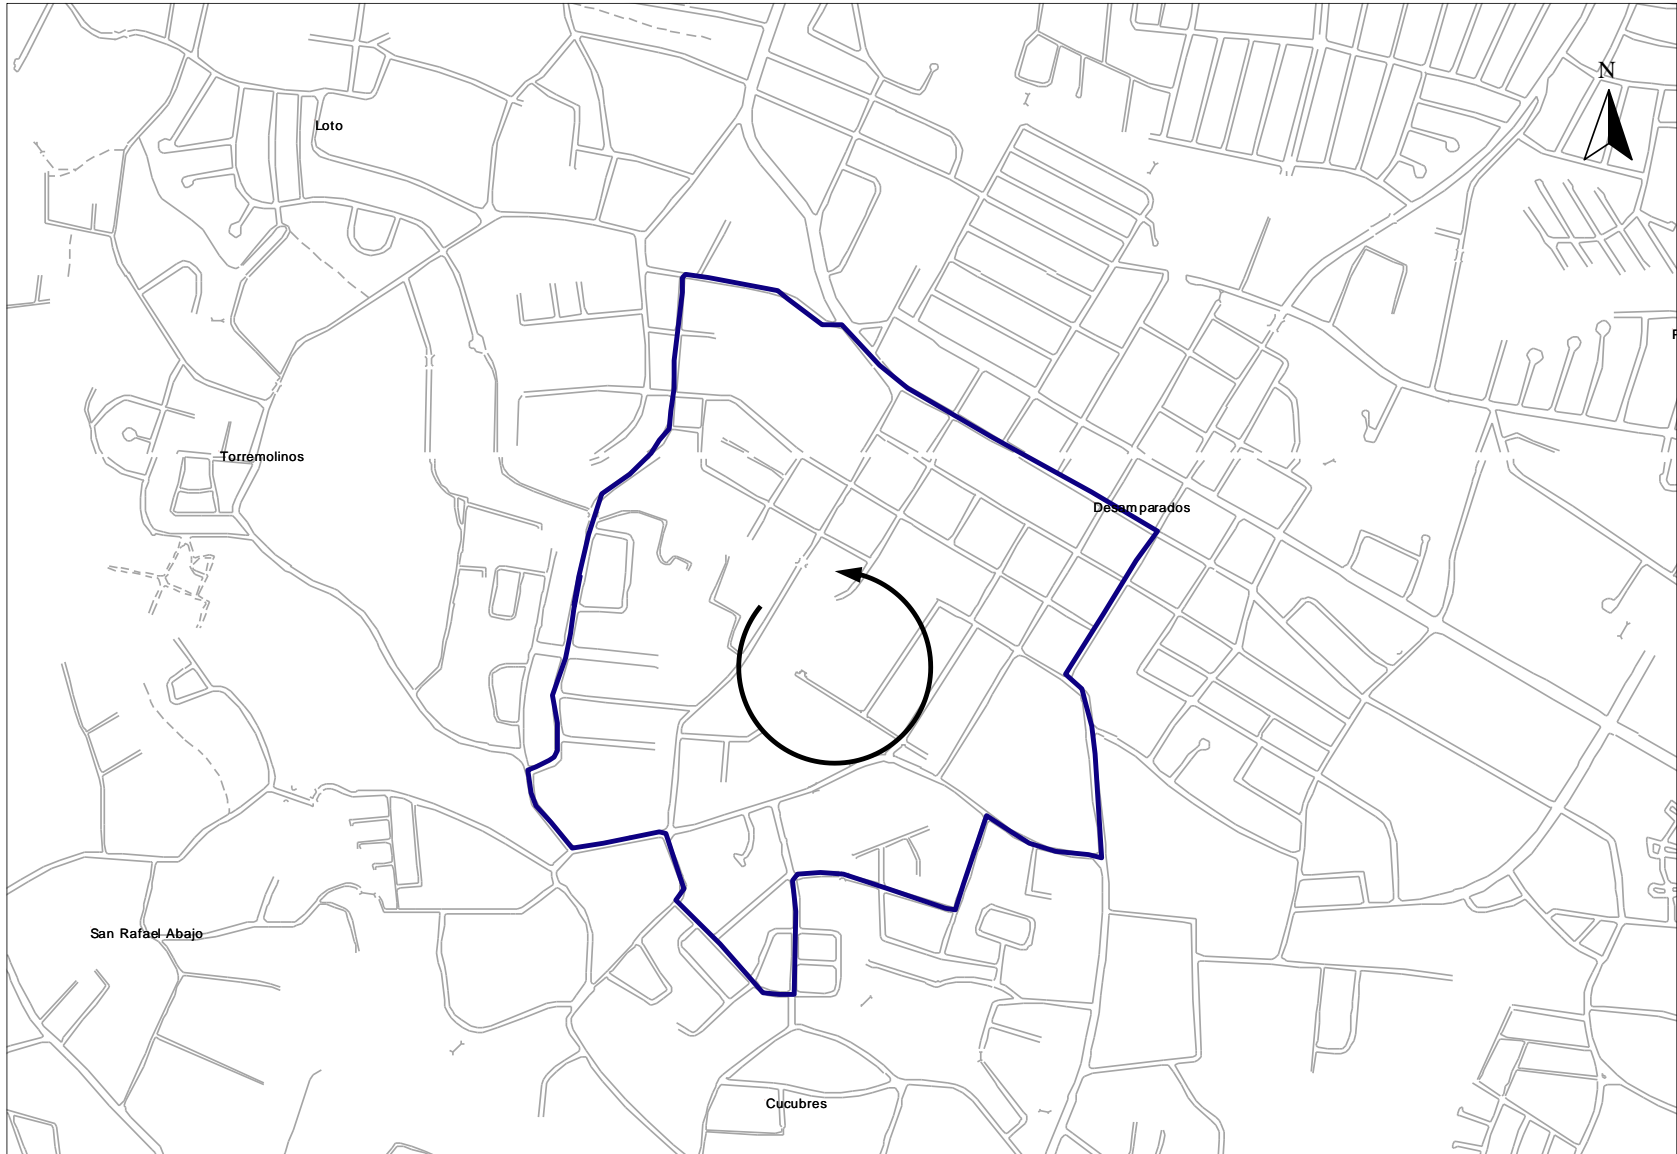 N
Loto
Torremolinos
Desamparados
San Rafael Abajo
Cucubres